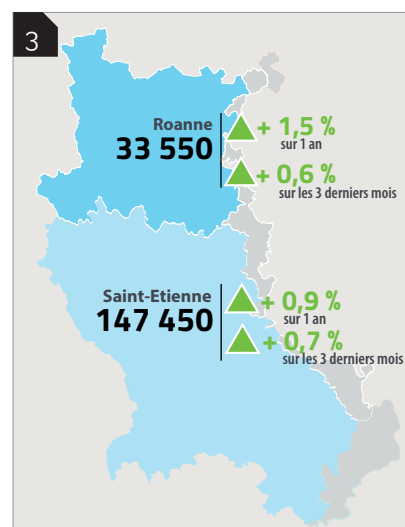 3
Roanne
33 550
+ 1,5 %
sur 1 an
+ 0,6 %
sur les 3 derniers mois
Saint-Etienne
147 450
+ 0,9 %
sur 1 an
+ 0,7 %
sur les 3 derniers mois